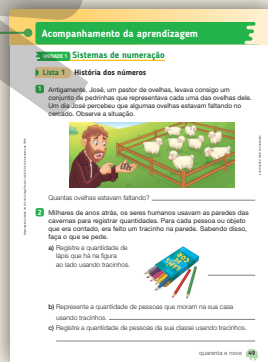 Acompanhamento da aprendizagem
UNIDADE 1 Sistemas de numeração
Lista 1 História dos números
1 Antigamente, José, um pastor de ovelhas, levava consigo um
conjunto de pedrinhas que representava cada uma das ovelhas dele.
Um dia José percebeu que algumas ovelhas estavam faltando no
cercado. Observe a situação.
Quantas ovelhas estavam faltando?
2 Milhares de anos atrás, os seres humanos usavam as paredes das
cavernas para registrar quantidades. Para cada pessoa ou objeto
que era contado, era feito um tracinho na parede. Sabendo disso,
faça o que se pede.
a) Registre a quantidade de
lápis que há na figura
ao lado usando tracinhos.
b) Represente a quantidade de pessoas que moram na sua casa
usando tracinhos.
c) Registre a quantidade de pessoas da sua classe usando tracinhos.
quarenta e nove 49